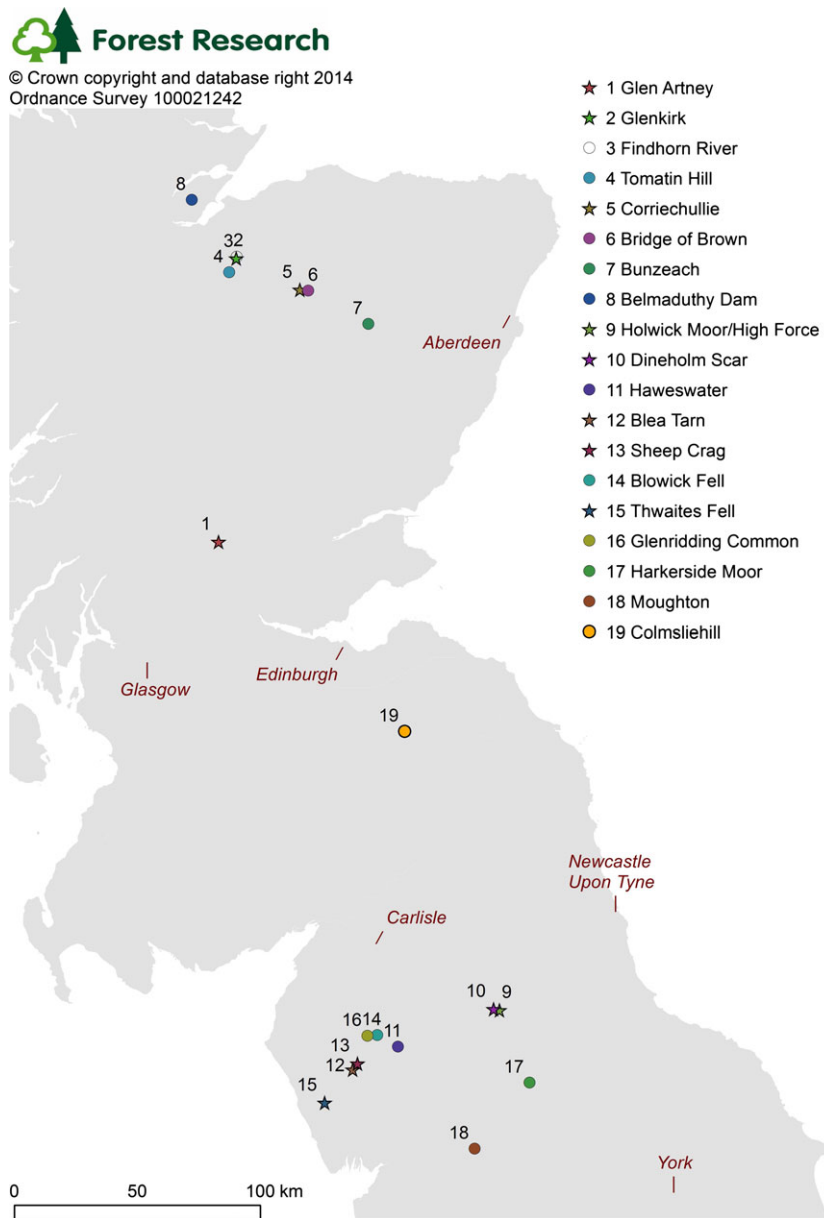 Forest Research
© Crown copyright and database right 2014
Ordnance Survey 100021242
1 Glen Artney
2 Glenkirk
3 Findhorn River
4 Tomatin Hill
5 Corriechullie
6 Bridge of Brown
7 Bunzeach
8 Belmaduthy Dam
9 Holwick Moor/High Force
10 Dineholm Scar
11 Haweswater
12 Blea Tarn
13 Sheep Crag
14 Blowick Fell
15 Thwaites Fell
16 Glenridding Common
17 Harkerside Moor
18 Moughton
19 Colmsliehill
8
32
4
5 6
7
Aberdeen
1
Edinburgh
Glasgow
19
Newcastle
Upon Tyne
Carlisle
10 9
16 14
11
13
12
15
17
18
York
0 50 100 km